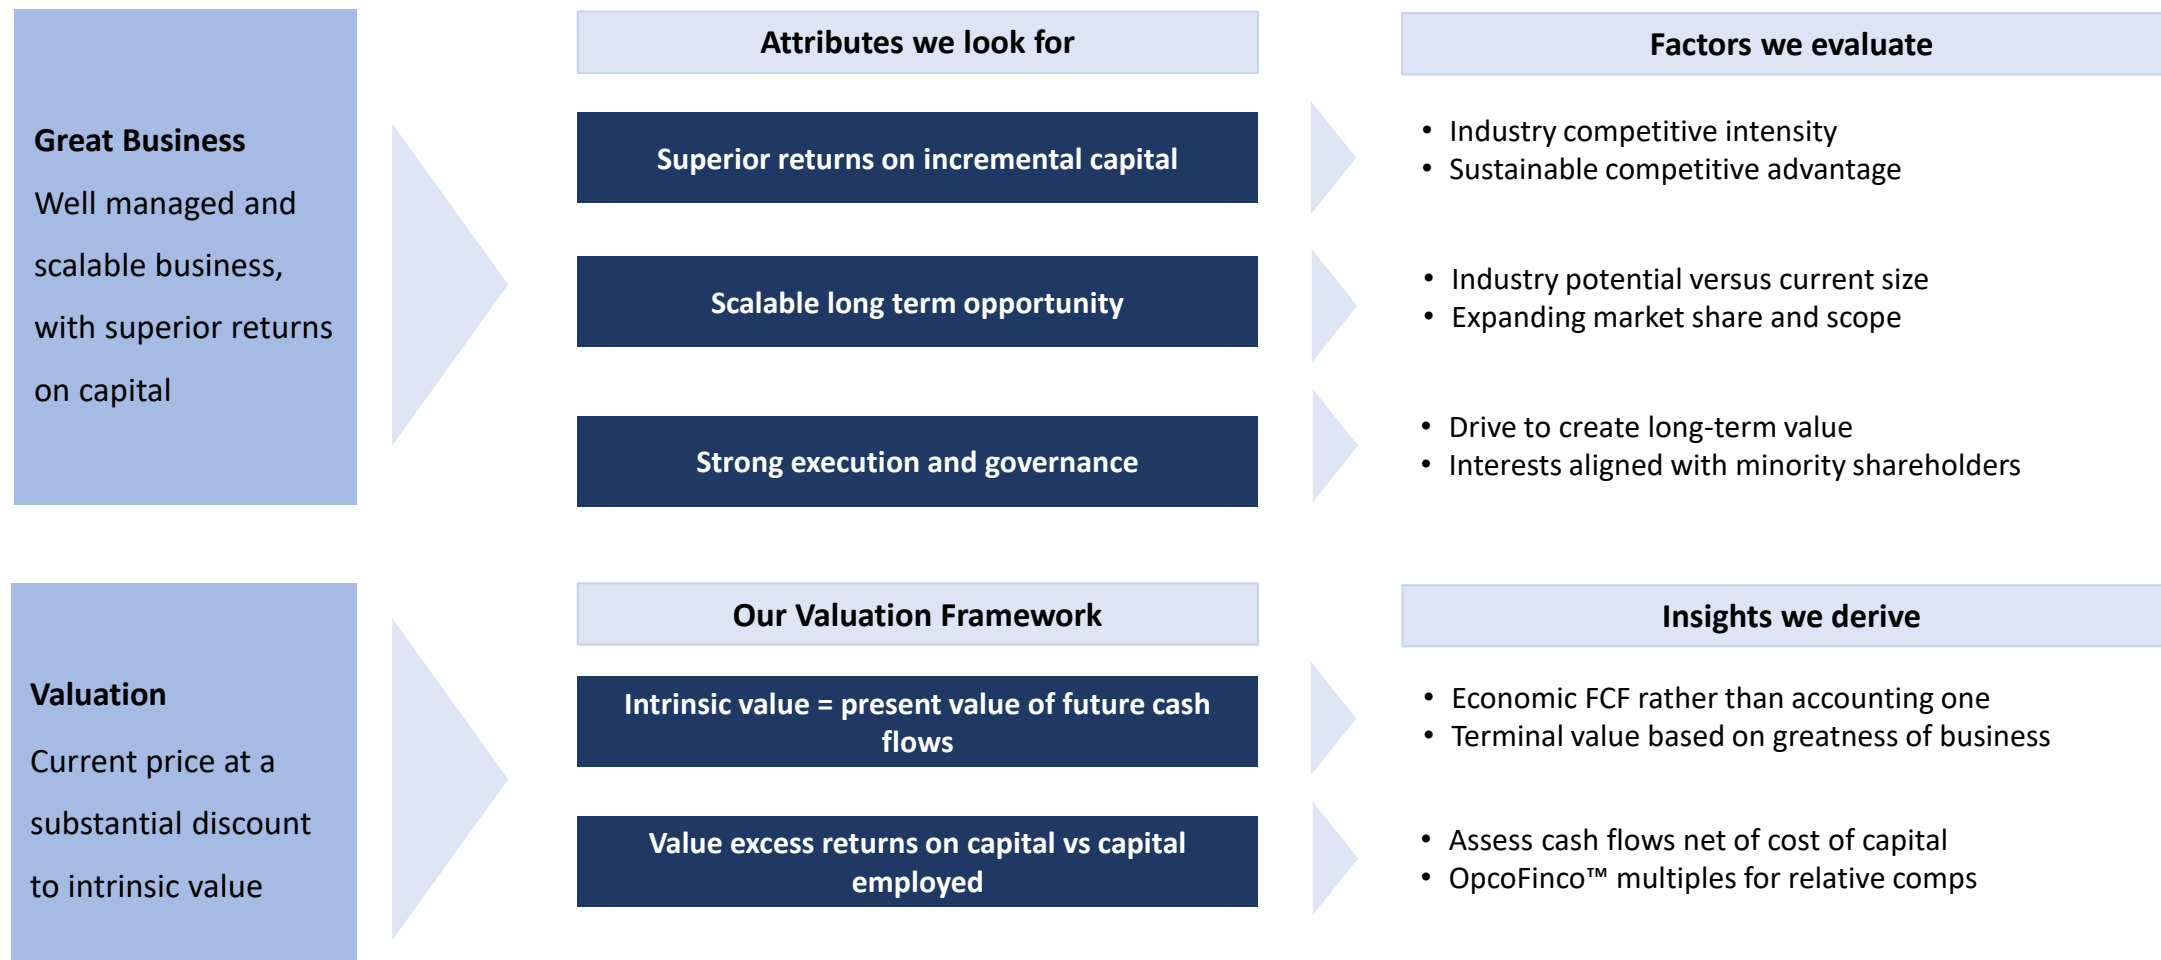 Great Business
Well managed and
scalable business,
with superior returns
on capital
Attributes we look for
Superior returns on incremental capital
Scalable long term opportunity
Strong execution and governance
Factors we evaluate
• Industry competitive intensity
• Sustainable competitive advantage
• Industry potential versus current size
• Expanding market share and scope
• Drive to create long-term value
• Interests aligned with minority shareholders
Valuation
Current price at a
substantial discount
to intrinsic value
Our Valuation Framework
Intrinsic value = present value of future cash
flows
Value excess returns on capital vs capital
employed
Insights we derive
• Economic FCF rather than accounting one
• Terminal value based on greatness of business
• Assess cash flows net of cost of capital
• OpcoFinco™ multiples for relative comps